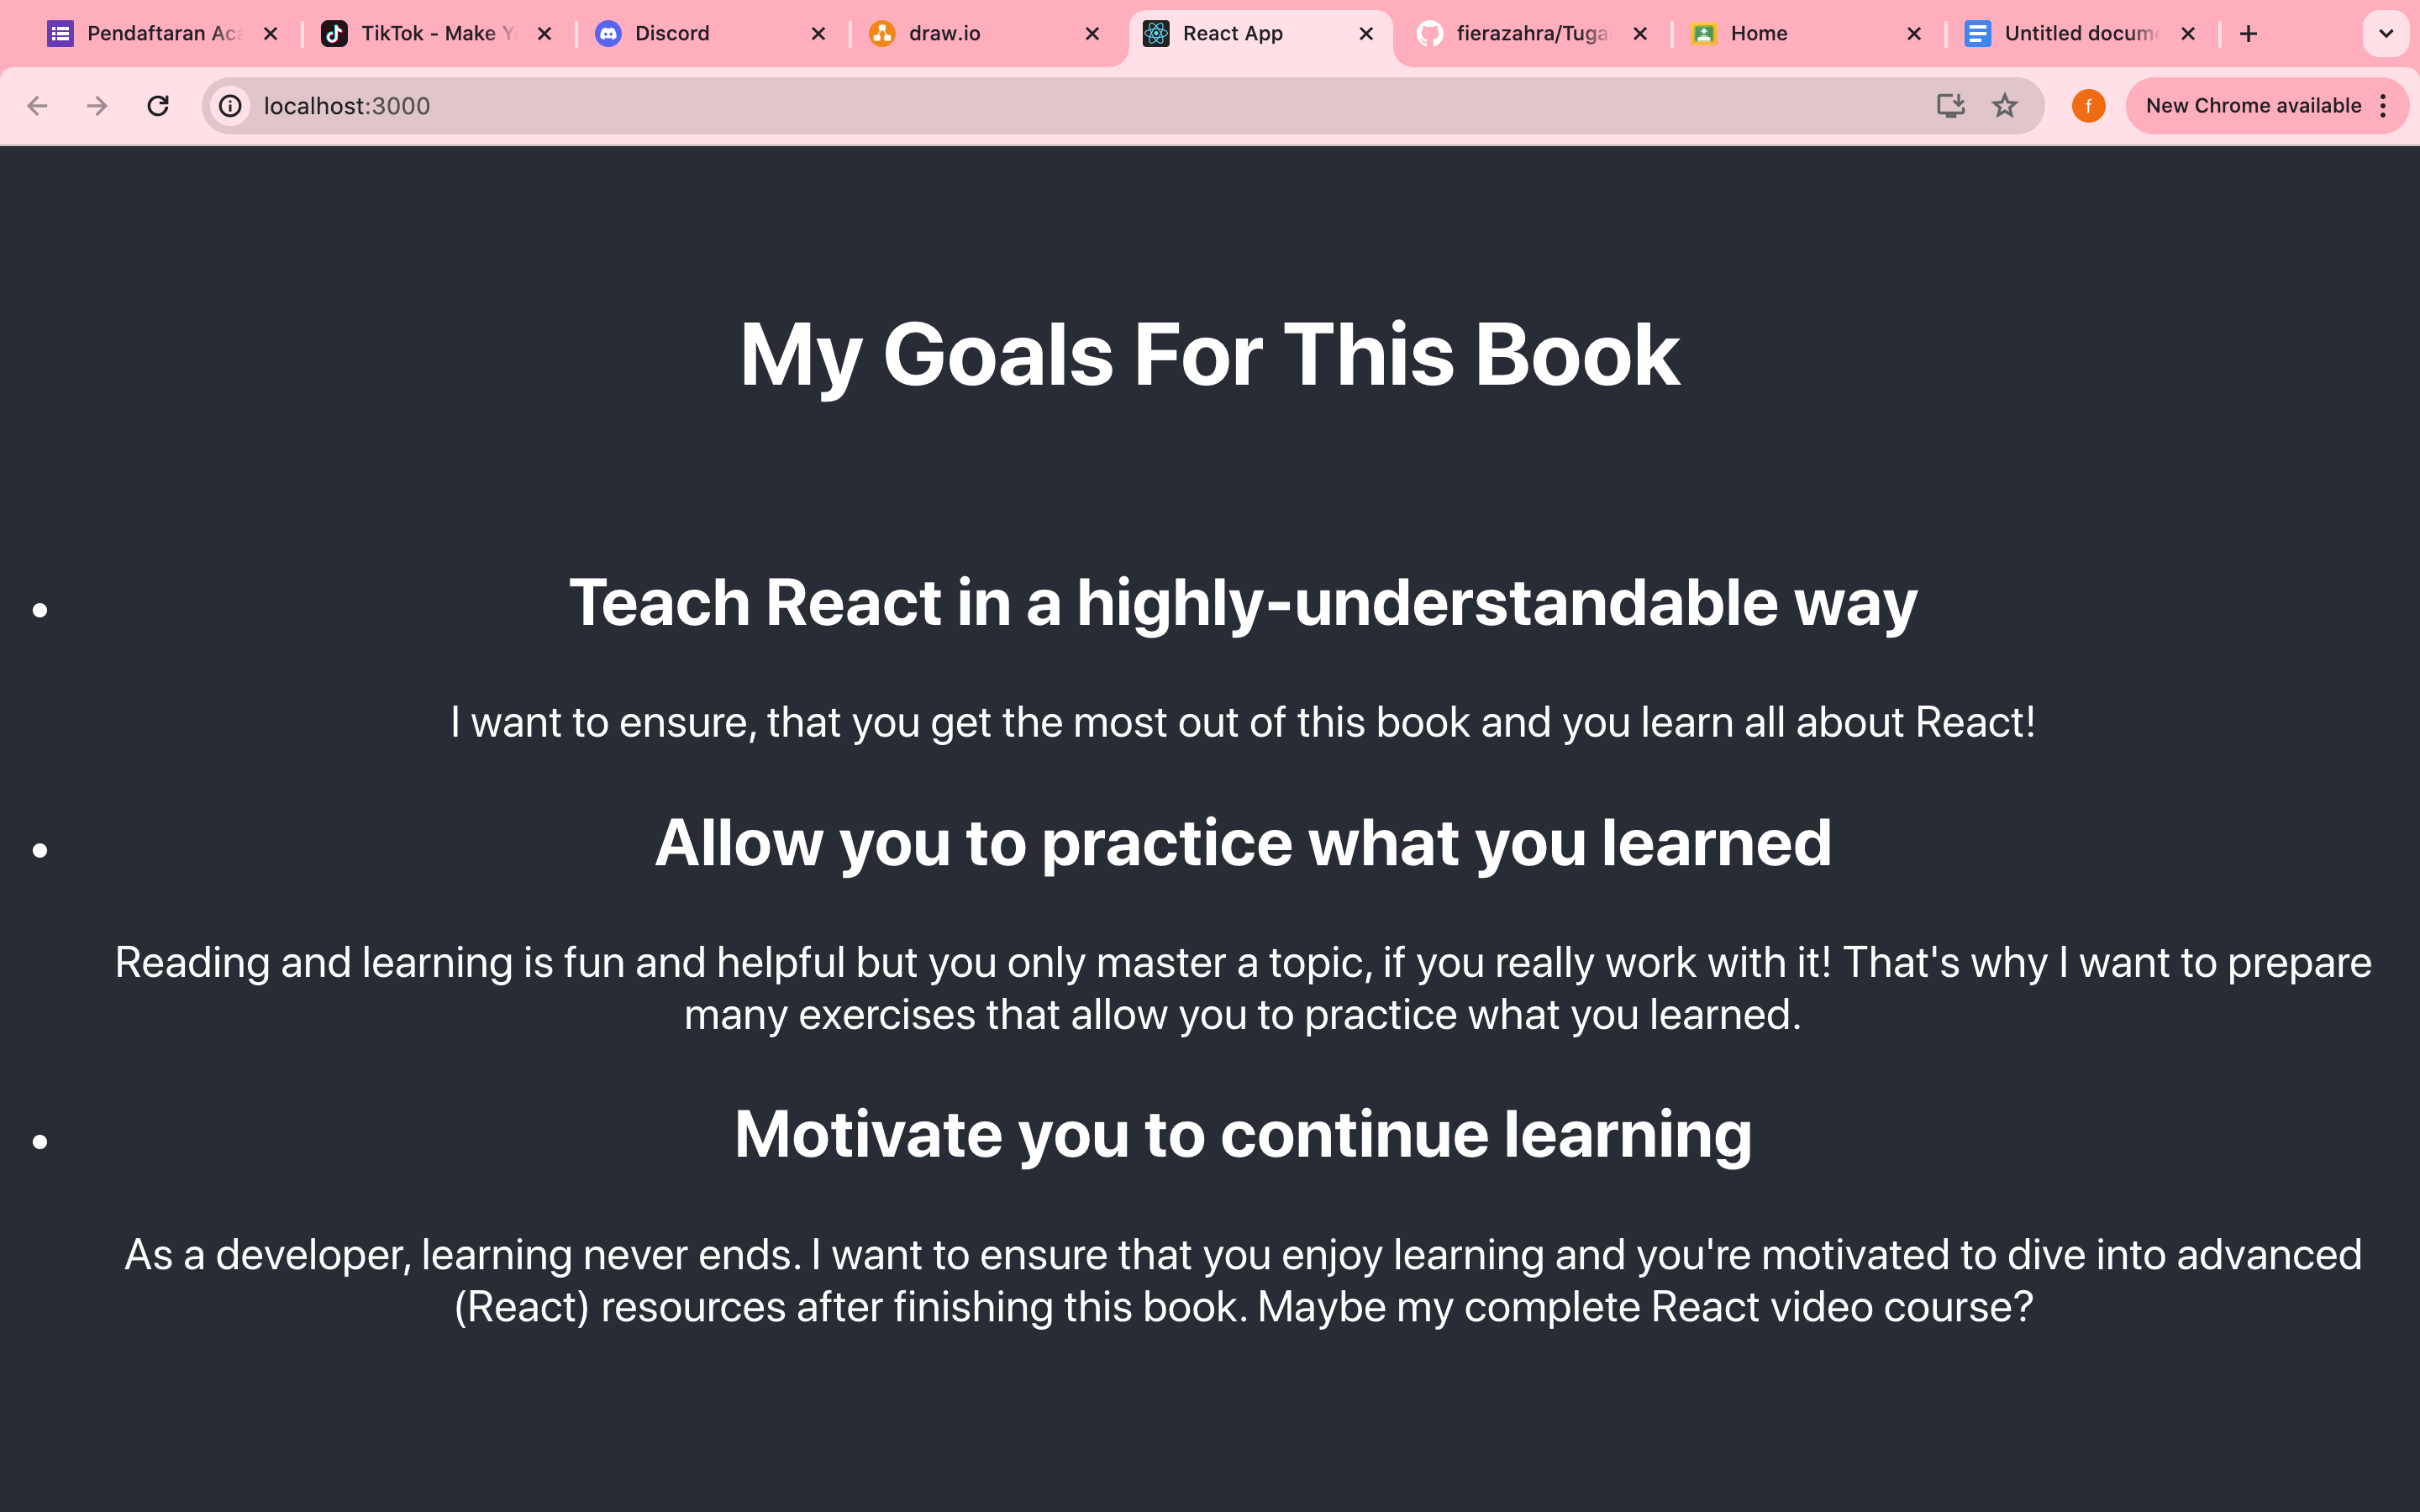 Pendaftaran Aca
TikTok - Make Y
Discord
draw.io
React App
fierazahra/Tuga
Home
Untitled docume
localhost:3000
f
New Chrome available
My Goals For This Book
Teach React in a highly-understandable way
I want to ensure, that you get the most out of this book and you learn all about React!
Allow you to practice what you learned
Reading and learning is fun and helpful but you only master a topic, if you really work with it! That's why I want to prepare
many exercises that allow you to practice what you learned.
Motivate you to continue learning
As a developer, learning never ends. I want to ensure that you enjoy learning and you're motivated to dive into advanced
(React) resources after finishing this book. Maybe my complete React video course?